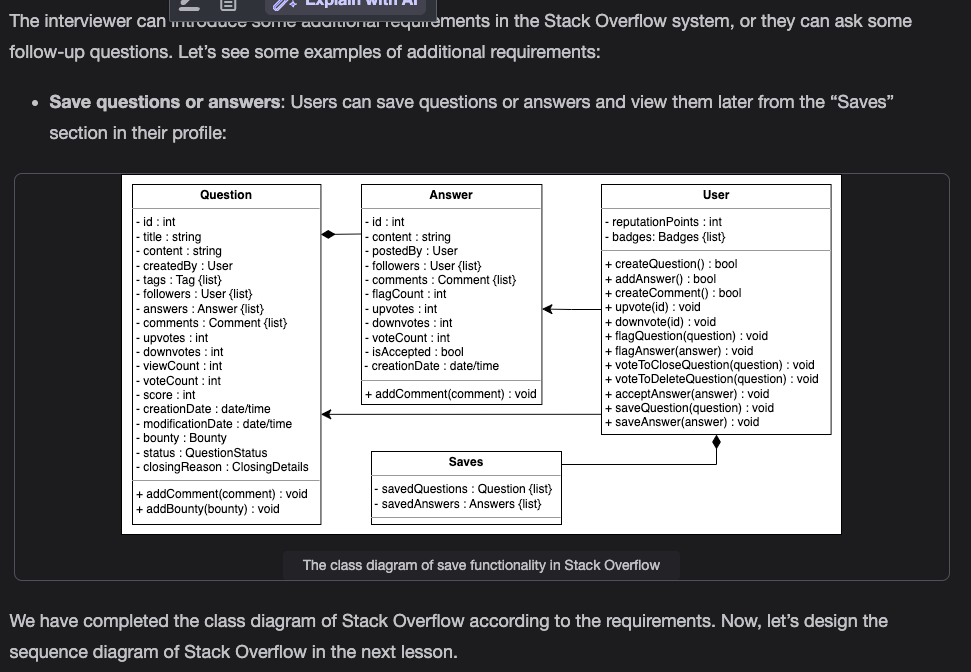 Explain with AI
The interviewer can introduce some additional requirements in the Stack Overflow system, or they can ask some
follow-up questions. Let’s see some examples of additional requirements:
• Save questions or answers: Users can save questions or answers and view them later from the “Saves”
section in their profile:
Question
- id : int
- title : string
- content : string
- createdBy : User
- tags : Tag {list}
- followers : User {list}
- answers : Answer {list}
- comments : Comment {list}
- upvotes : int
- downvotes : int
- viewCount : int
- voteCount : int
- score : int
- creationDate : date/time
- modificationDate : date/time
- bounty : Bounty
- status : QuestionStatus
- closingReason : ClosingDetails
+ addComment(comment) : void
+ addBounty(bounty) : void
Answer
- id : int
- content : string
- postedBy : User
- followers : User {list}
- comments : Comment {list}
- flagCount : int
- upvotes : int
- downvotes : int
- voteCount : int
- isAccepted : bool
- creationDate : date/time
+ addComment(comment) : void
User
- reputationPoints : int
- badges: Badges {list}
+ createQuestion() : bool
+ addAnswer() : bool
+ createComment() : bool
+ upvote(id) : void
+ downvote(id) : void
+ flagQuestion(question) : void
+ flagAnswer(answer) : void
+ voteToCloseQuestion(question) : void
+ voteToDeleteQuestion(question) : void
+ acceptAnswer(answer) : void
+ saveQuestion(question) : void
+ saveAnswer(answer) : void
Saves
- savedQuestions : Question {list}
- savedAnswers : Answers {list}
The class diagram of save functionality in Stack Overflow
We have completed the class diagram of Stack Overflow according to the requirements. Now, let’s design the
sequence diagram of Stack Overflow in the next lesson.